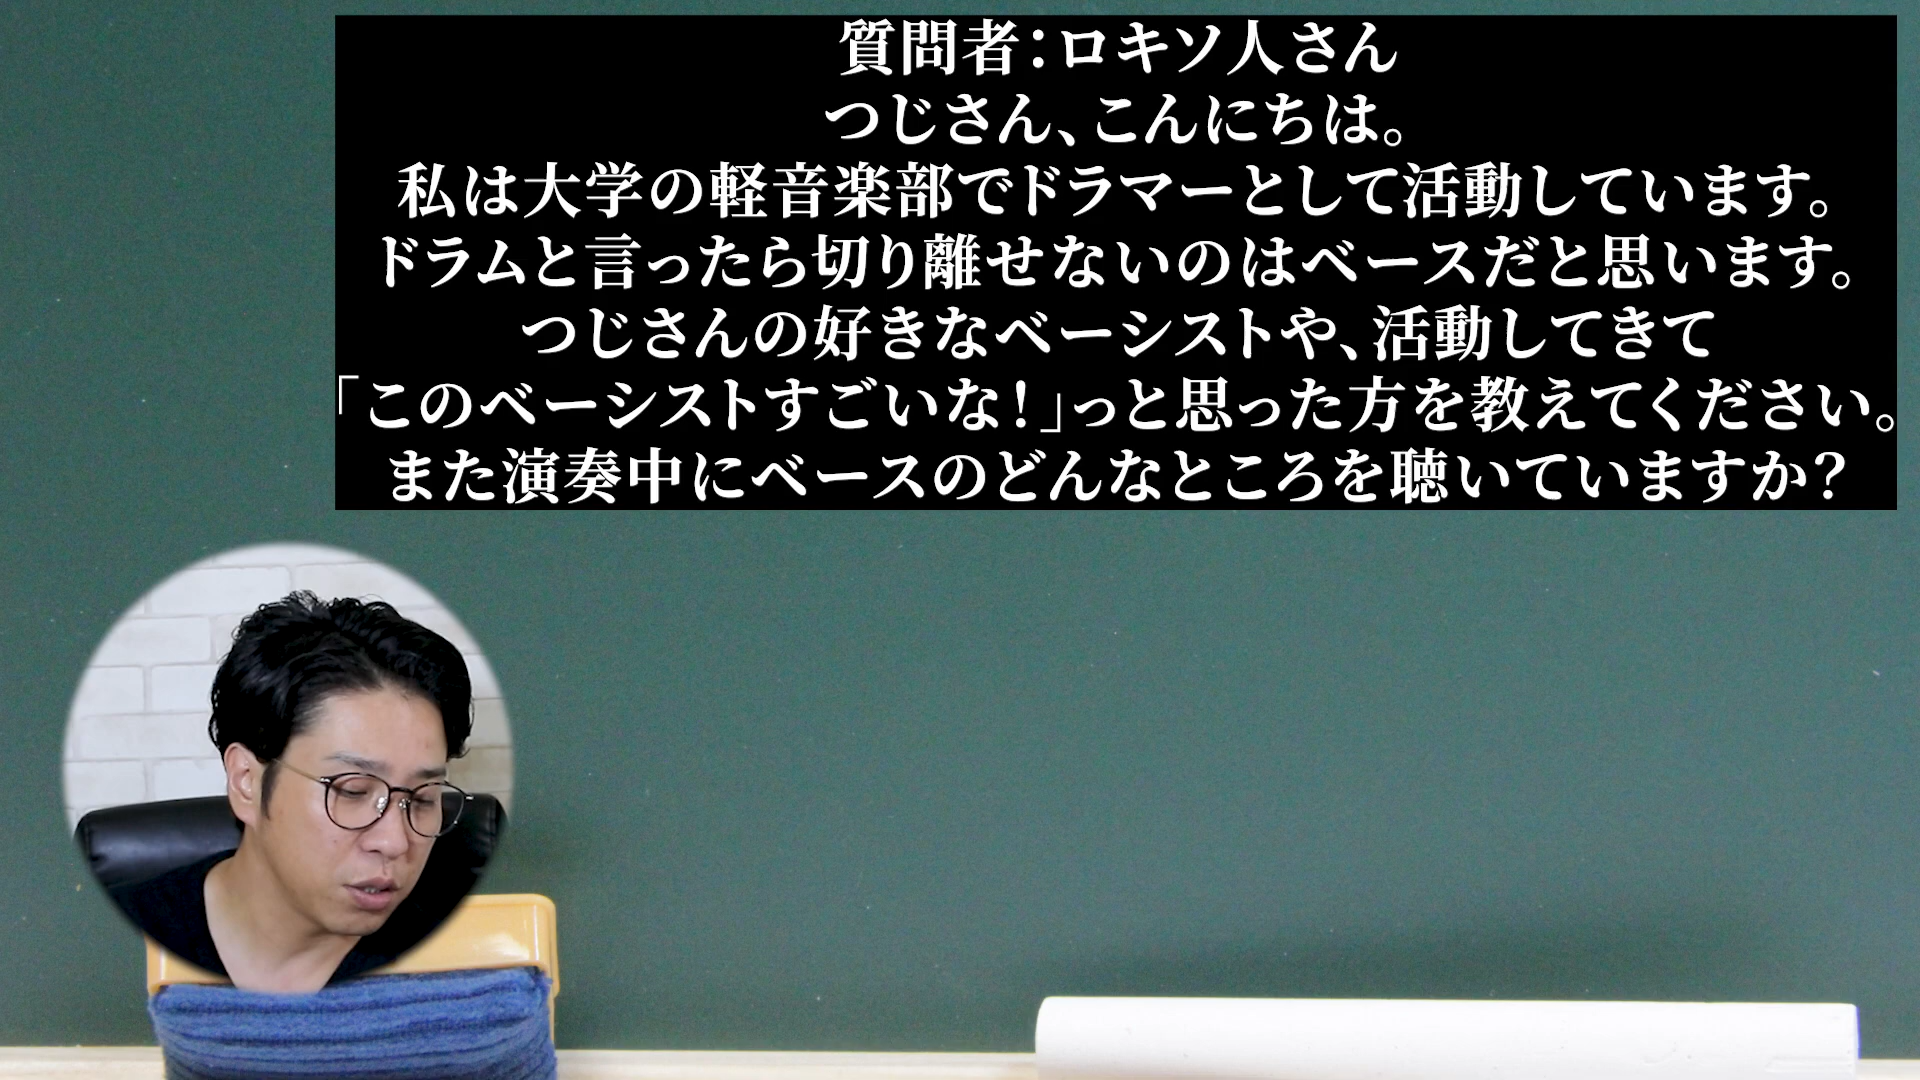 質問者：ロキソ人さん
つじさん、こんにちは。
私は大学の軽音楽部でドラマーとして活動しています。
ドラムと言ったら切り離せないのはベースだと思います。
つじさんの好きなベーシストや、活動してきて
「このベーシストすごいな！」っと思った方を教えてください。
また演奏中にベースのどんなところを聴いていますか？